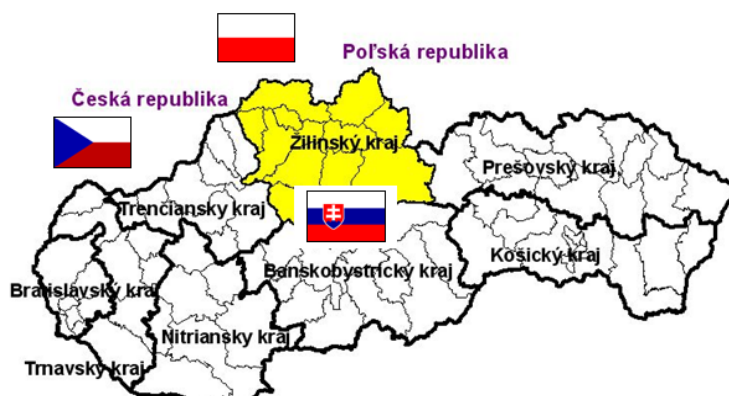 Poľská republika
Česká republika
Žilinský kraj
Prešovský kraj
Trenčiansky kraj
Košický kraj
Banskobystrický kraj
Bratislavský kraj
Nitriansky kraj
Trnavský kraj